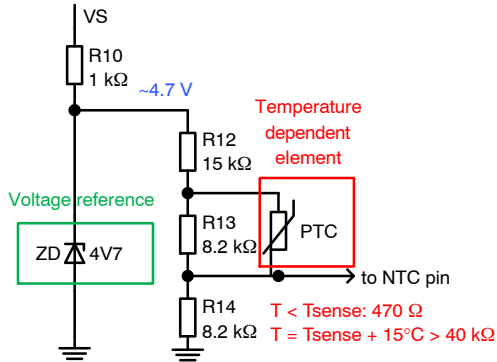 VS
R10
1 kΩ
~4.7 V
Temperature
dependent
element
R12
15 kΩ
Voltage reference
R13
8.2 kΩ
PTC
ZD
4V7
to NTC pin
R14
8.2 kΩ
T < Tsense: 470 Ω
T = Tsense + 15°C > 40 kΩ